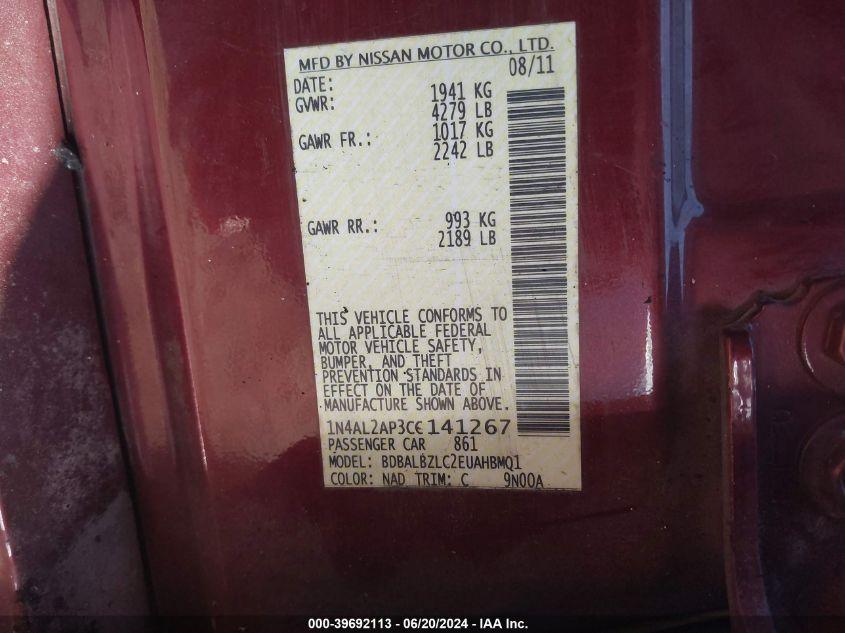 MFD BY NISSAN MOTOR CO., LTD.
DATE: 08/11
GVWR: 1941 KG
4279 LB
GAWR FR.: 1017 KG
2242 LB
GAWR RR.: 993 KG
2189 LB
THIS VEHICLE CONFORMS TO
ALL APPLICABLE FEDERAL
MOTOR VEHICLE SAFETY,
BUMPER, AND THEFT
PREVENTION STANDARDS IN
EFFECT ON THE DATE OF
MANUFACTURE SHOWN ABOVE.
1N4AL2AP3CC141267
PASSENGER CAR 861
MODEL: BDBALBZLC2EUAHBMQ1
COLOR: NAD TRIM: C 9N00A
000-39692113 - 06/20/2024 - IAA Inc.